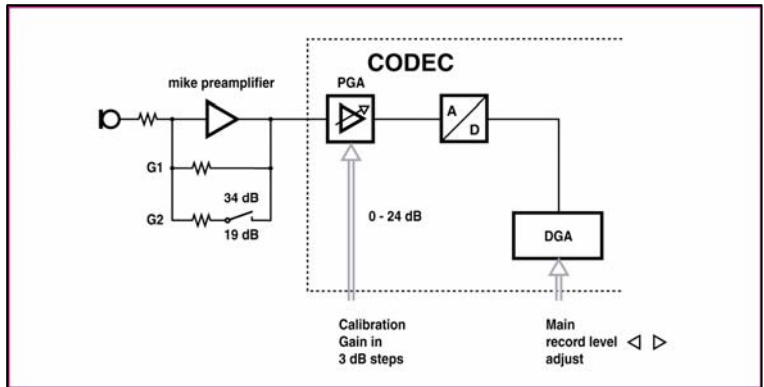 CODEC
mike preamplifier
PGA
A
D
G1
34 dB
G2
19 dB
0 - 24 dB
DGA
Calibration
Gain in
3 dB steps
Main
record level
adjust